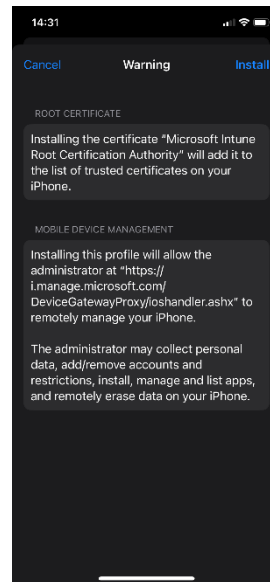 14:31
Cancel Warning Install
ROOT CERTIFICATE
Installing the certificate “Microsoft Intune
Root Certification Authority” will add it to
the list of trusted certificates on your
iPhone.
MOBILE DEVICE MANAGEMENT
Installing this profile will allow the
administrator at “https://
i.manage.microsoft.com/
DeviceGatewayProxy/ioshandler.ashx” to
remotely manage your iPhone.
The administrator may collect personal
data, add/remove accounts and
restrictions, install, manage and list apps,
and remotely erase data on your iPhone.